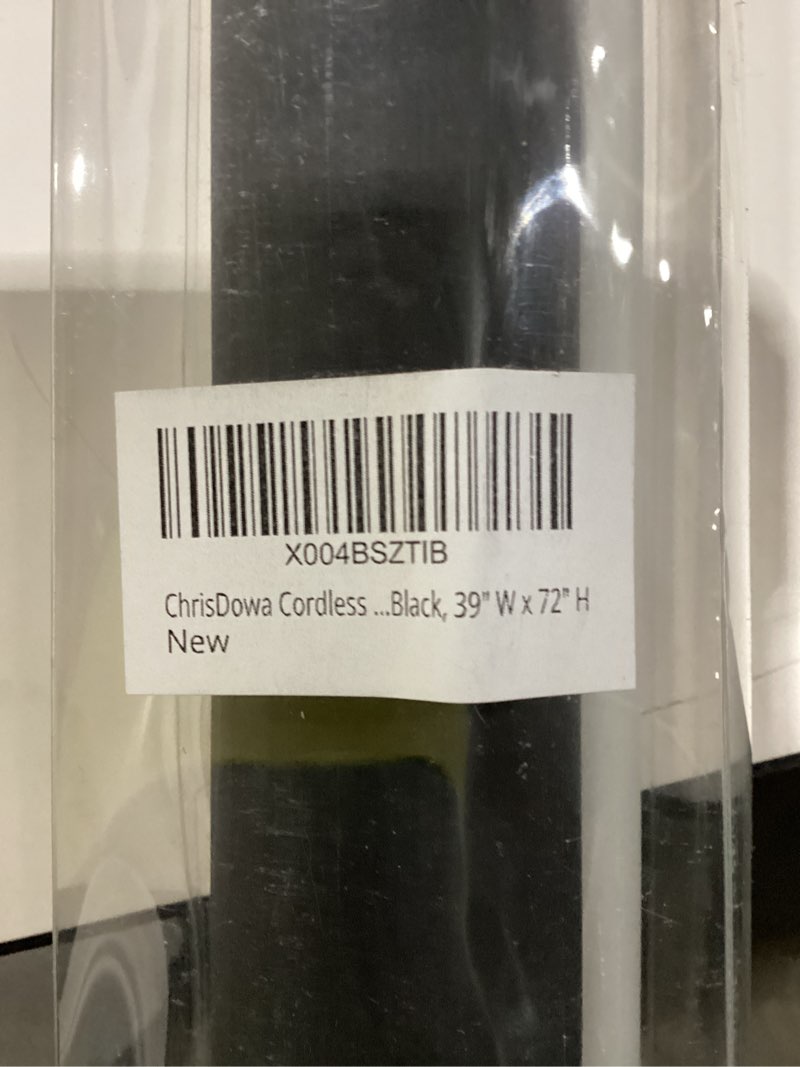 X004BSZTIB
ChrisDowa Cordless ...Black, 39" W x 72" H
New